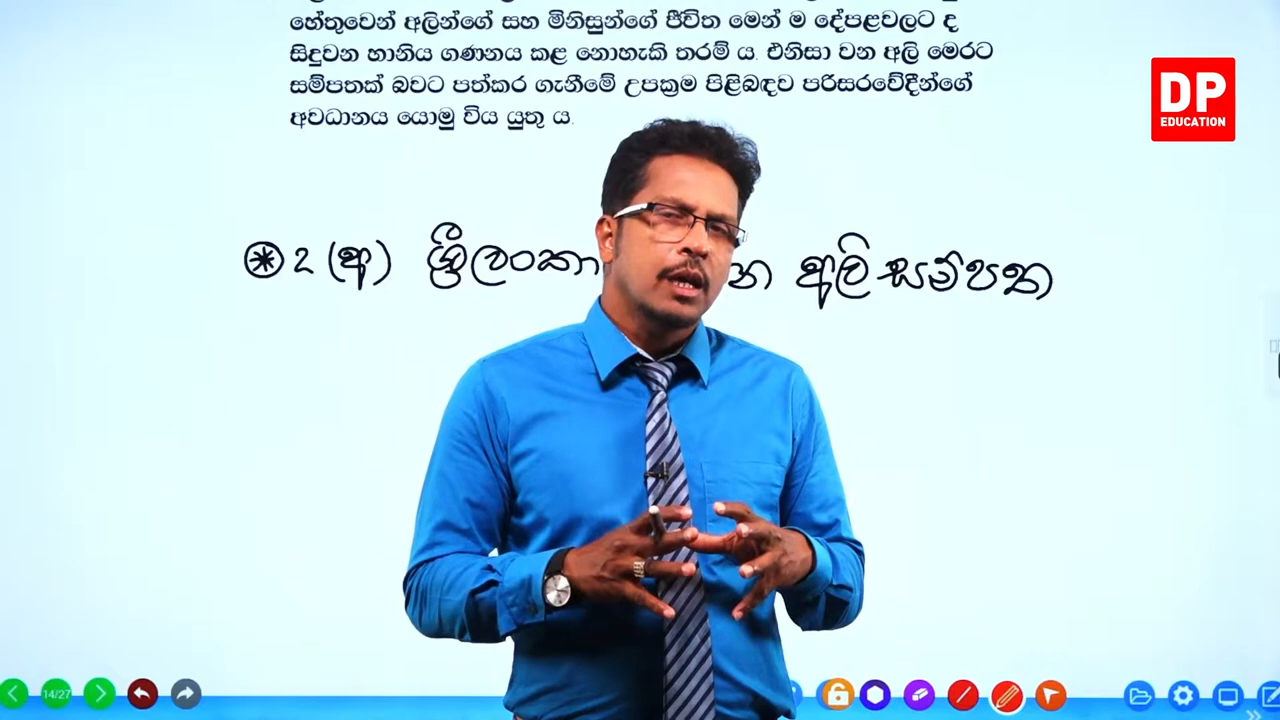 හේතුවෙන් අලින්ගේ සහ මිනිසුන්ගේ ජීවිත මෙන් ම දේපළවලට ද
සිදුවන හානිය ගණනය කළ නොහැකි තරම් ය. එනිසා වන අලි මෙරට
සම්පතක් බවට පත්කර ගැනීමේ උපක්‍රම පිළිබඳව පරිසරවේදීන්ගේ
අවධානය යොමු විය යුතු ය.
DP
EDUCATION
2 (අ) ශ්‍රීලංකා න අලි සම්පත
14/27